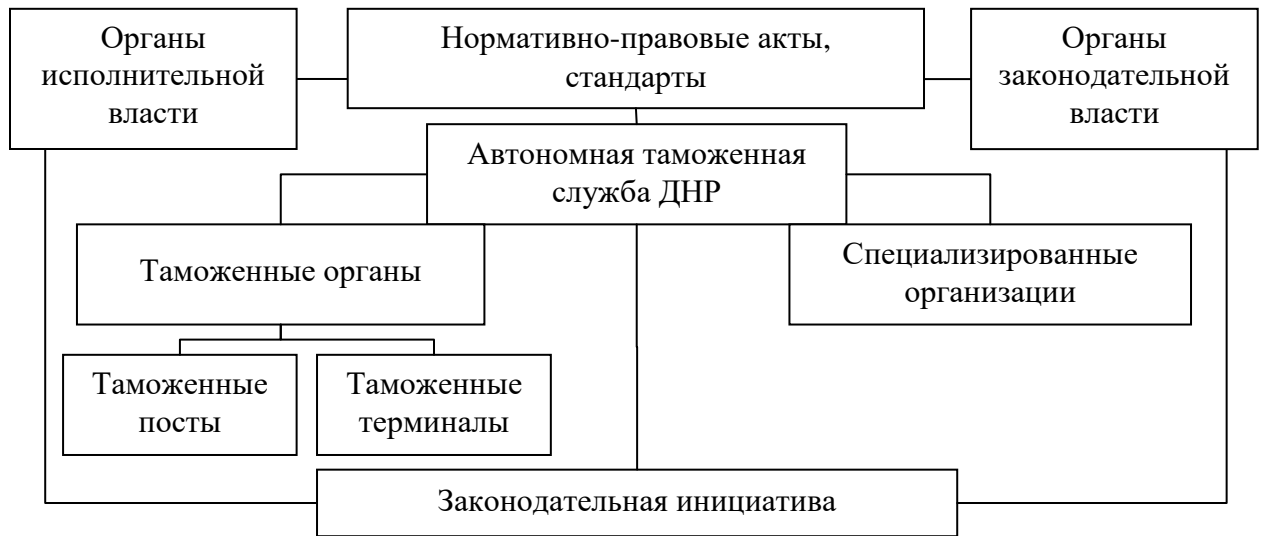 Органы
исполнительной
власти
Нормативно-правовые акты,
стандарты
Органы
законодательной
власти
Автономная таможенная
служба ДНР
Таможенные органы
Специализированные
организации
Таможенные
посты
Таможенные
терминалы
Законодательная инициатива